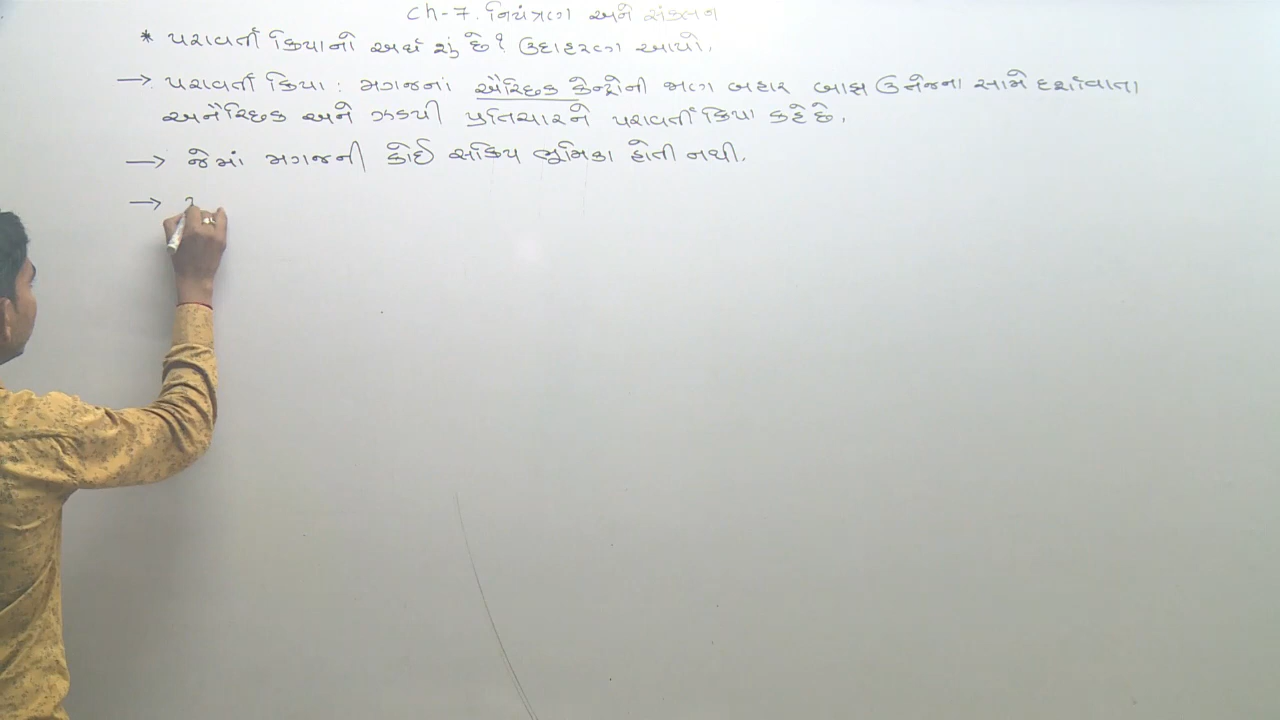 Ch-7. નિયંત્રણ અને સંકલન
* પરાવર્તી ક્રિયાનો અર્થ શું છે? ઉદાહરણ આપો.
→ પરાવર્તી ક્રિયા : મગજનાં ઐચ્છિક કેન્દ્રોની જાણ બહાર બાહ્ય ઉત્તેજના સામે દર્શાવાતા
અનૈચ્છિક અને ઝડપી પ્રતિચારને પરાવર્તી ક્રિયા કહે છે.
→ જેમાં મગજની કોઈ સક્રિય ભૂમિકા હોતી નથી.
→